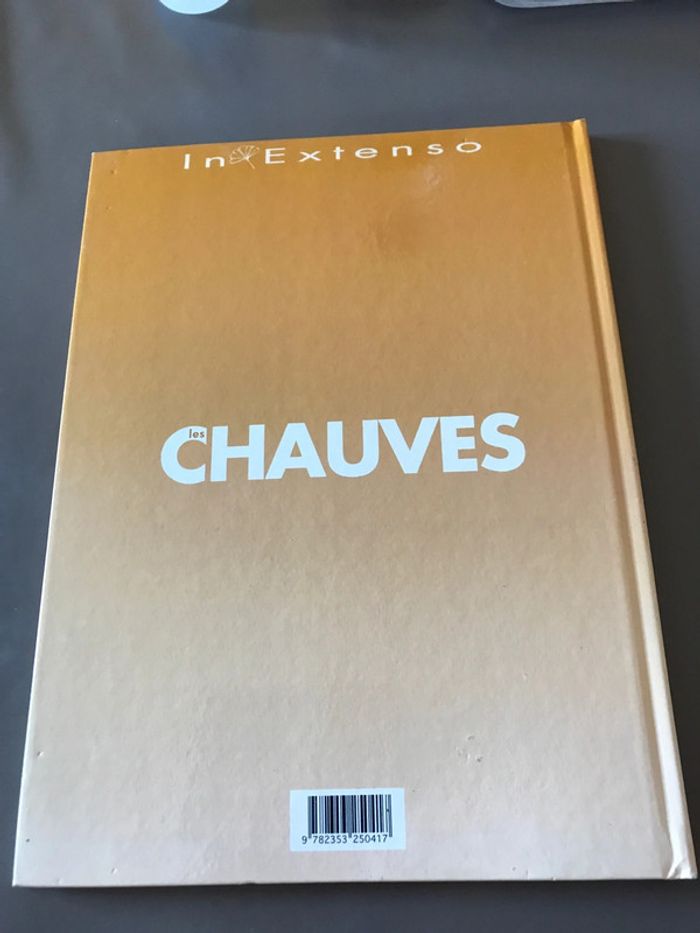 In Extenso
les
CHAUVES
9 782353 250417